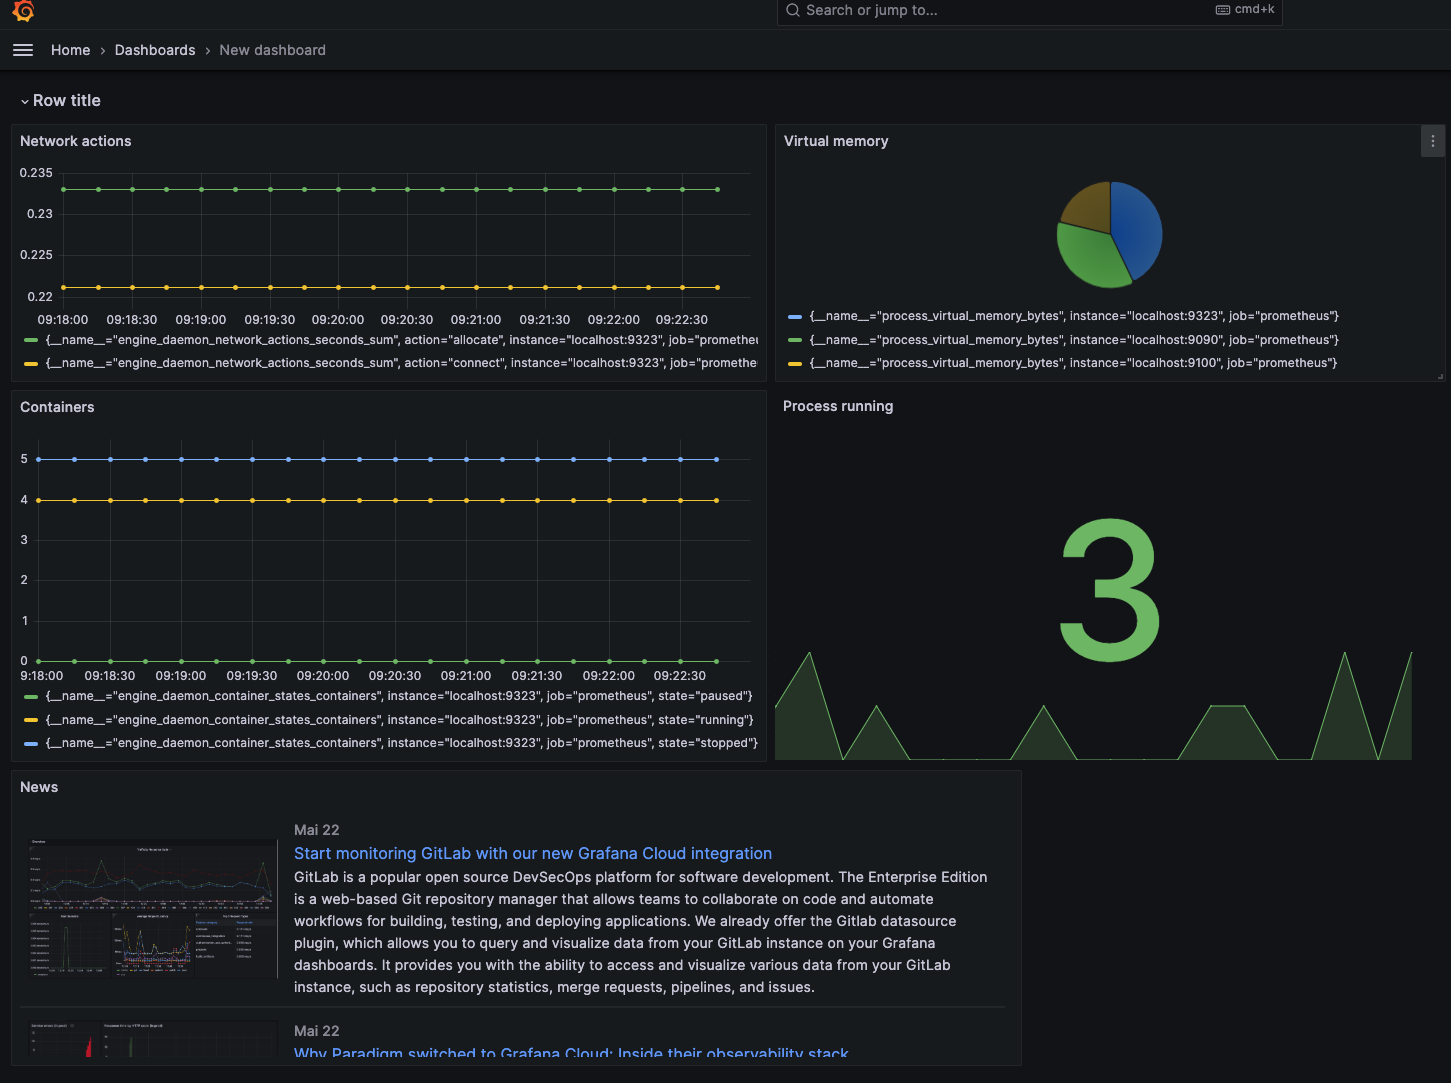 Search or jump to...
cmd+k
Home
Dashboards
New dashboard
Row title
Network actions
0.235
0.23
0.225
0.22
09:18:00 09:18:30 09:19:00 09:19:30 09:20:00 09:20:30 09:21:00 09:21:30 09:22:00 09:22:30
{__name__="engine_daemon_network_actions_seconds_sum", action="allocate", instance="localhost:9323", job="prometheu
{__name__="engine_daemon_network_actions_seconds_sum", action="connect", instance="localhost:9323", job="promethe
Virtual memory
{__name__="process_virtual_memory_bytes", instance="localhost:9323", job="prometheus"}
{__name__="process_virtual_memory_bytes", instance="localhost:9090", job="prometheus"}
{__name__="process_virtual_memory_bytes", instance="localhost:9100", job="prometheus"}
Containers
5
4
3
2
1
0
9:18:00 09:18:30 09:19:00 09:19:30 09:20:00 09:20:30 09:21:00 09:21:30 09:22:00 09:22:30
{__name__="engine_daemon_container_states_containers", instance="localhost:9323", job="prometheus", state="paused"}
{__name__="engine_daemon_container_states_containers", instance="localhost:9323", job="prometheus", state="running"}
{__name__="engine_daemon_container_states_containers", instance="localhost:9323", job="prometheus", state="stopped"}
Process running
3
News
Mai 22
Start monitoring GitLab with our new Grafana Cloud integration
GitLab is a popular open source DevSecOps platform for software development. The Enterprise Edition
is a web-based Git repository manager that allows teams to collaborate on code and automate
workflows for building, testing, and deploying applications. We already offer the Gitlab datasource
plugin, which allows you to query and visualize data from your GitLab instance on your Grafana
dashboards. It provides you with the ability to access and visualize various data from your GitLab
instance, such as repository statistics, merge requests, pipelines, and issues.
Mai 22
Why Paradigm switched to Grafana Cloud: Inside their observability stack